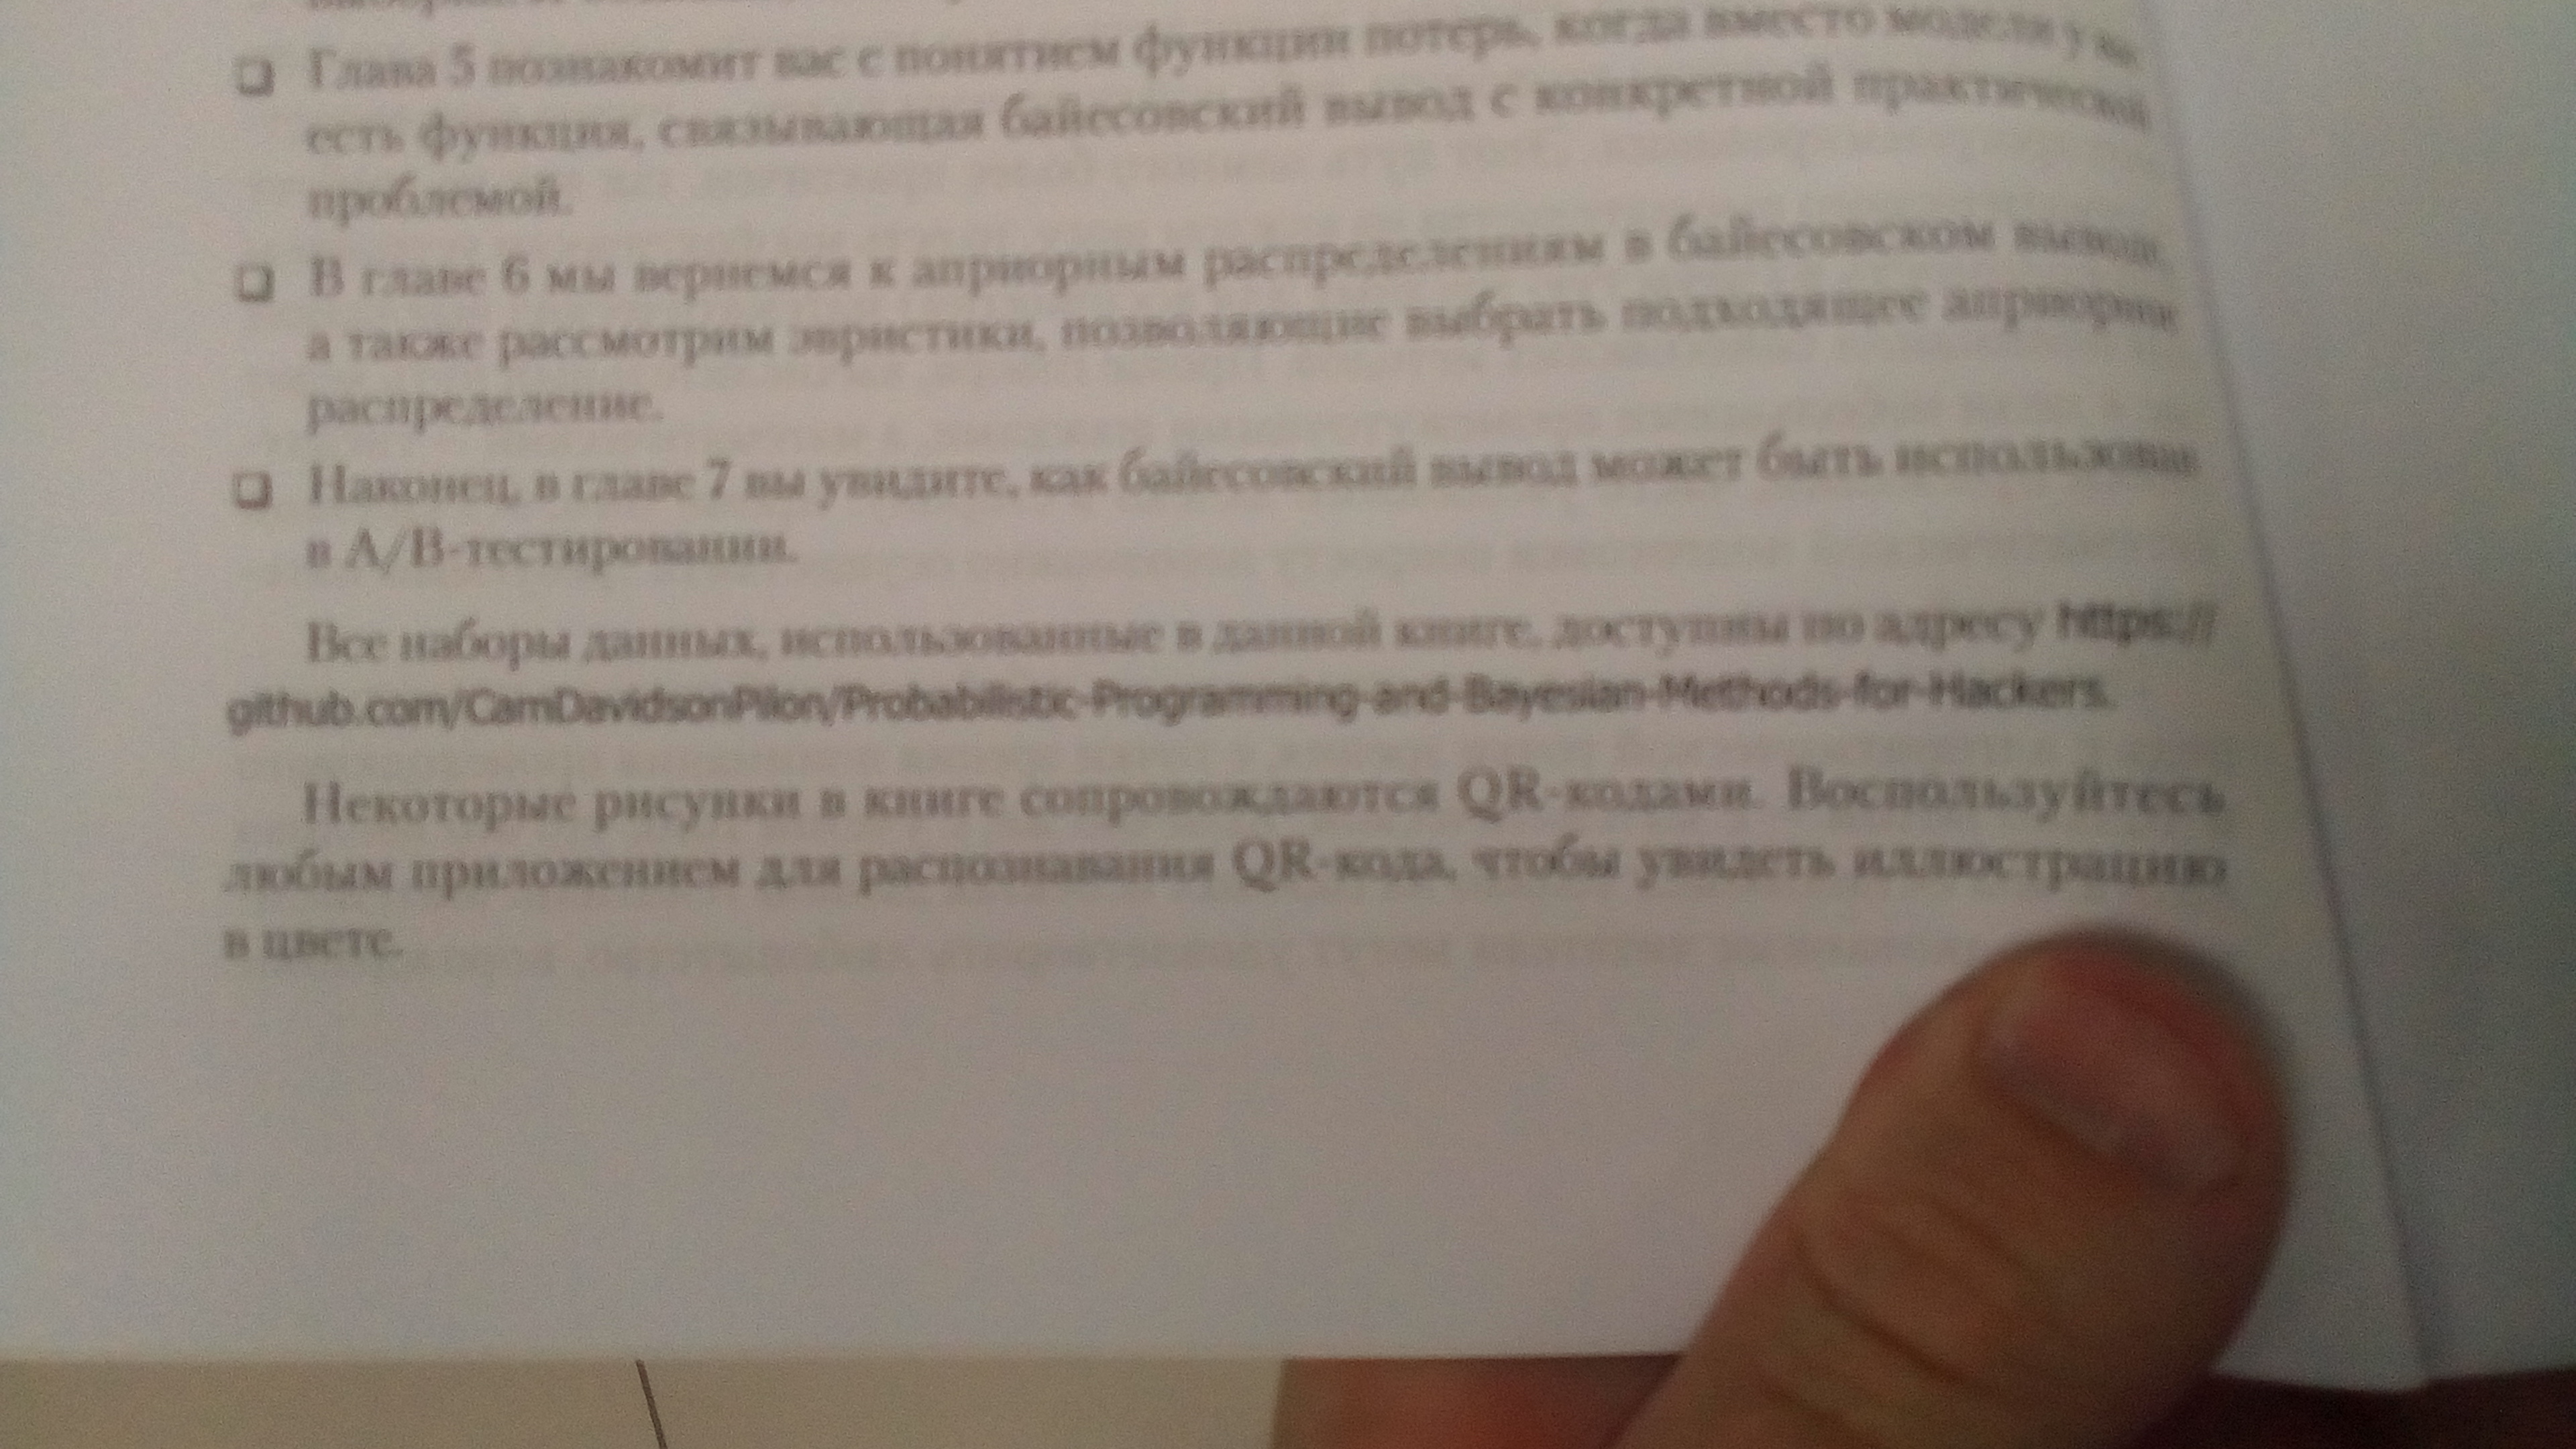 ❏ Глава 5 познакомит вас с понятием функции потерь, когда вместо модели у вас
есть функция, связывающая байесовский вывод с конкретной практической
проблемой.
❏ В главе 6 мы вернемся к априорным распределениям в байесовском выводе,
а также рассмотрим эвристики, позволяющие выбрать подходящее априорное
распределение.
❏ Наконец, в главе 7 вы увидите, как байесовский вывод может быть использован
в A/B-тестировании.
Все наборы данных, использованные в данной книге, доступны по адресу https://
github.com/CamDavidsonPilon/Probabilistic-Programming-and-Bayesian-Methods-for-Hackers.
Некоторые рисунки в книге сопровождаются QR-кодами. Воспользуйтесь
любым приложением для распознавания QR-кода, чтобы увидеть иллюстрацию
в цвете.